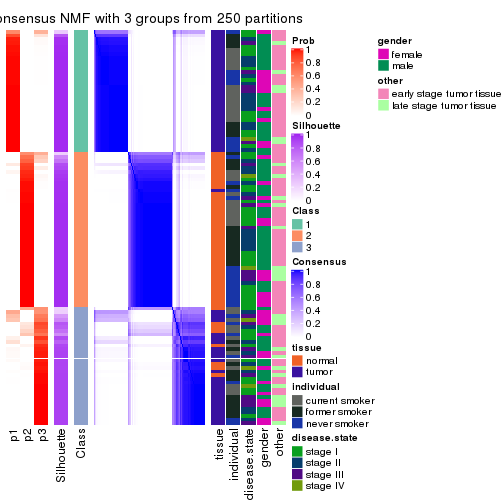 onsensus NMF with 3 groups from 250 partitions
Prob
1
0.8
0.6
0.4
0.2
0
Silhouette
1
0.8
0.6
0.4
0.2
0
Class
1
2
3
Consensus
1
0.8
0.6
0.4
0.2
0
tissue
normal
tumor
individual
current smoker
former smoker
never smoker
disease.state
stage I
stage II
stage III
stage IV
gender
female
male
other
early stage tumor tissue
late stage tumor tissue
p1
p2
p3
Silhouette
Class
tissue
individual
disease.state
gender
other